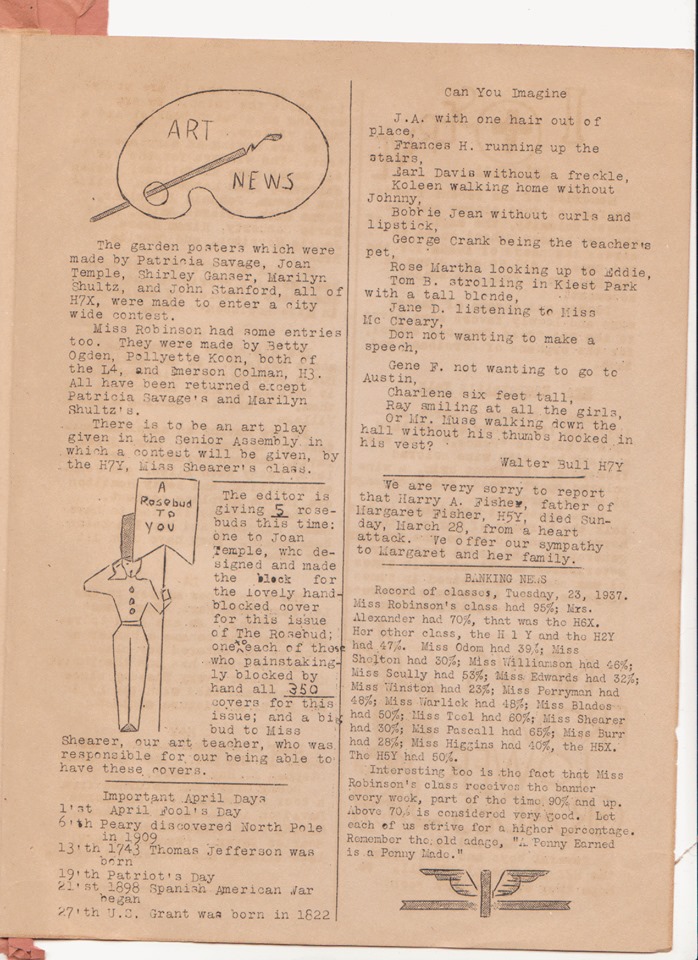 ART
NEWS
The garden posters which were
made by Patricia Savage, Joan
Temple, Shirley Ganser, Marilyn
Shultz, and John Stanford, all of
H7X, were made to enter a city
wide contest.
Miss Robinson had some entries
too. They were made by Betty
Ogden, Pollyette Koon, both of
the L4, and Emerson Colman, H3.
All have been returned except
Patricia Savage's and Marilyn
Shultz's.
There is to be an art play
given in the Senior Assembly in
which a contest will be given, by
the H7Y, Miss Shearer's class.
A
Rosebud
TO
YOU
The editor is
giving 5 rose-
buds this time:
one to Joan
Temple, who de-
signed and made
the block for
the lovely hand-
blocked cover
for this issue
of The Rosebud;
one to each of those
who painstaking-
ly blocked by
hand all 350
covers for this
issue; and a big
bud to Miss
Shearer, our art teacher, who was
responsible for our being able to
have these covers.
Important April Days
1'st April Fool's Day
6'th Peary discovered North Pole
in 1909
13'th 1743 Thomas Jefferson was
born
19'th Patriot's Day
21'st 1898 Spanish American War
began
27'th U.S. Grant was born in 1822
Can You Imagine
J.A. with one hair out of
place,
Frances H. running up the
stairs,
Earl Davis without a freckle,
Koleen walking home without
Johnny,
Bobbie Jean without curls and
lipstick,
George Crank being the teacher's
pet,
Rose Martha looking up to Eddie,
Tom B. strolling in Kiest Park
with a tall blonde,
Jane D. listening to Miss
Mc Creary,
Don not wanting to make a
speech,
Gene F. not wanting to go to
Austin,
Charlene six feet tall,
Ray smiling at all the girls,
Or Mr. Muse walking down the
hall without his thumbs hooked in
his vest?
Walter Bull H7Y
We are very sorry to report
that Harry A. Fisher, father of
Margaret Fisher, H5Y, died Sun-
day, March 28, from a heart
attack. We offer our sympathy
to Margaret and her family.
BANKING NEWS
Record of classes, Tuesday, 23, 1937.
Miss Robinson's class had 95%; Mrs.
Alexander had 70%, that was the H6X.
Her other class, the H 1 Y and the H2Y
had 47%. Miss Odom had 39%; Miss
Shelton had 30%; Miss Williamson had 46%;
Miss Scully had 53%; Miss Edwards had 32%;
Miss Winston had 23%; Miss Perryman had
48%; Miss Warlick had 48%; Miss Blades
had 50%; Miss Tool had 60%; Miss Shearer
had 30%; Miss Pascall had 65%; Miss Burr
had 28%; Miss Higgins had 40%, the H5X.
The H5Y had 50%.
Interesting too is the fact that Miss
Robinson's class receives the banner
every week, part of the time 90% and up.
Above 70% is considered very good. Let
each of us strive for a higher percentage.
Remember the old adage, "A Penny Earned
is a Penny Made."